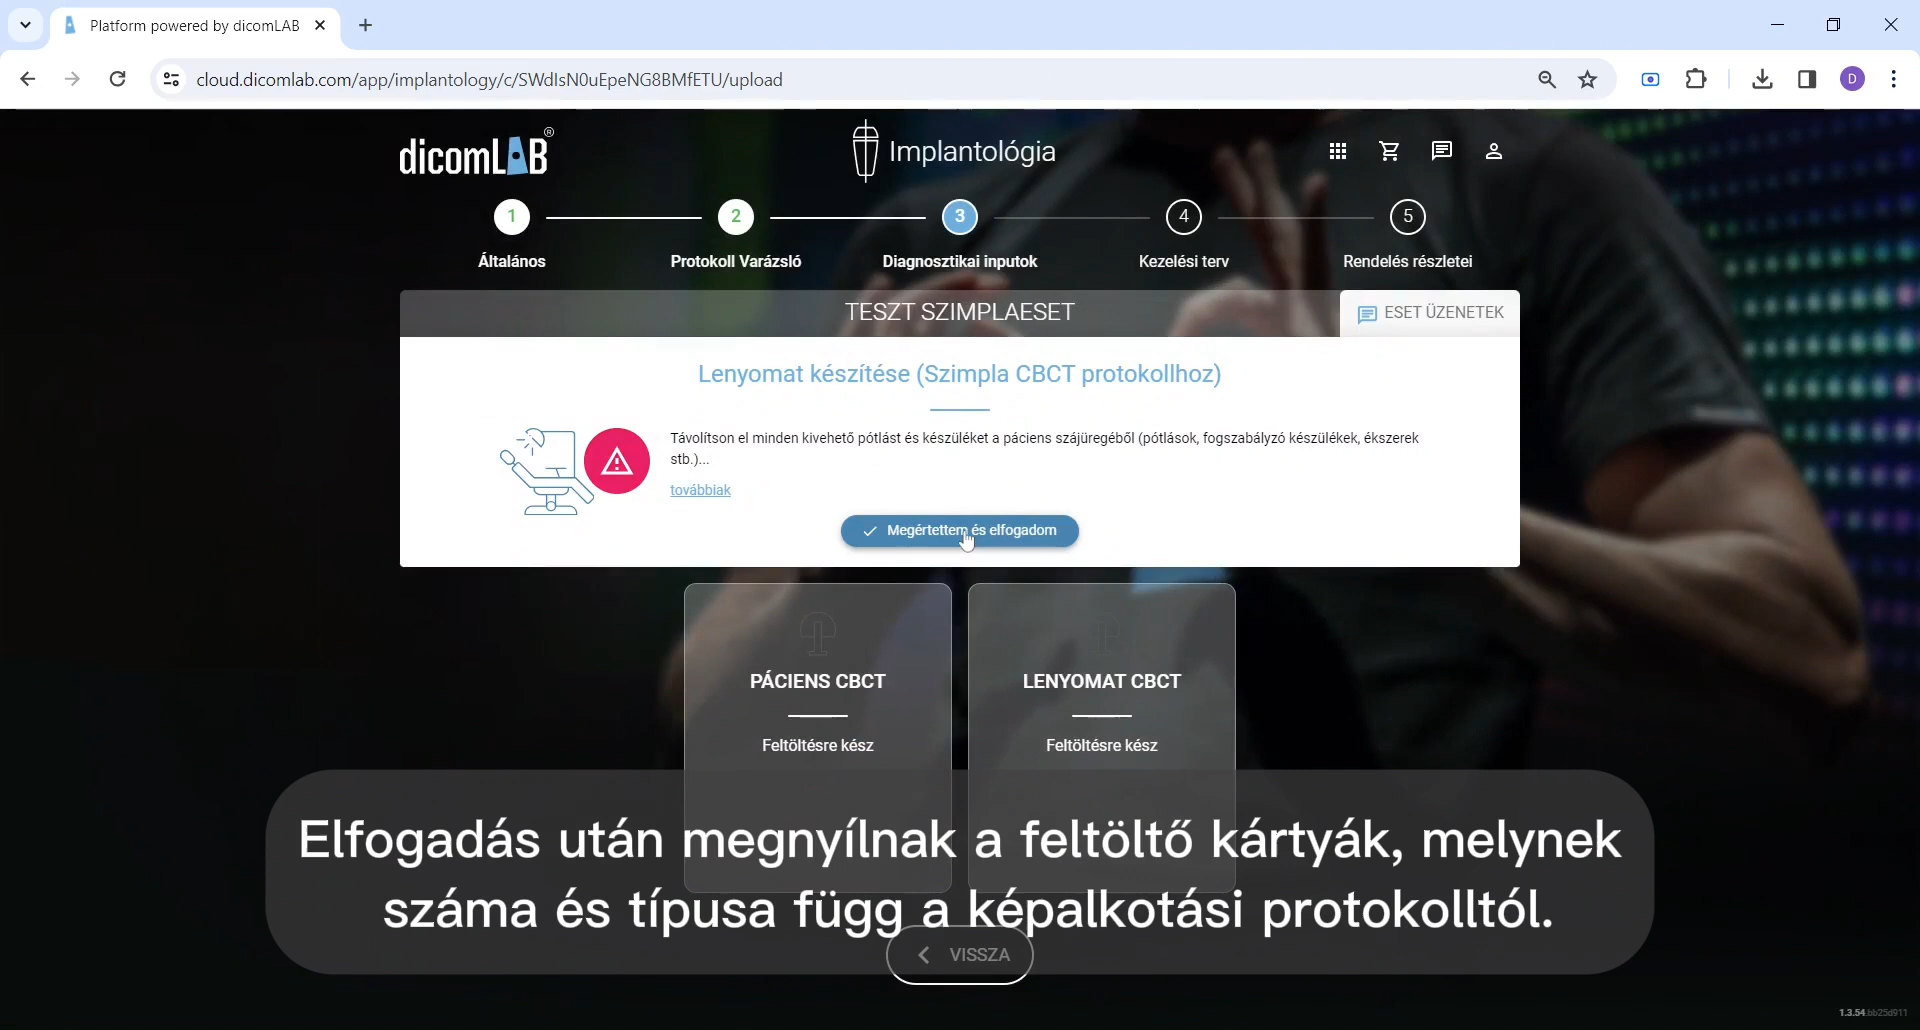 Platform powered by dicomLAB
cloud.dicomlab.com/app/implantology/c/SWdIsN0uEpeNG8BMfETU/upload
D
dicomLAB®
Implantológia
1
2
3
4
5
Általános
Protokoll Varázsló
Diagnosztikai inputok
Kezelési terv
Rendelés részletei
TESZT SZIMPLAESET
ESET ÜZENETEK
Lenyomat készítése (Szimpla CBCT protokollhoz)
Távolítson el minden kivehető pótlást és készüléket a páciens szájüregéből (pótlások, fogszabályzó készülékek, ékszerek
stb.)...
továbbiak
Megértettem és elfogadom
PÁCIENS CBCT
LENYOMAT CBCT
Feltöltésre kész
Feltöltésre kész
Elfogadás után megnyílnak a feltöltő kártyák, melynek
száma és típusa függ a képalkotási protokolltól.
VISSZA
1.3.54.bb25d911